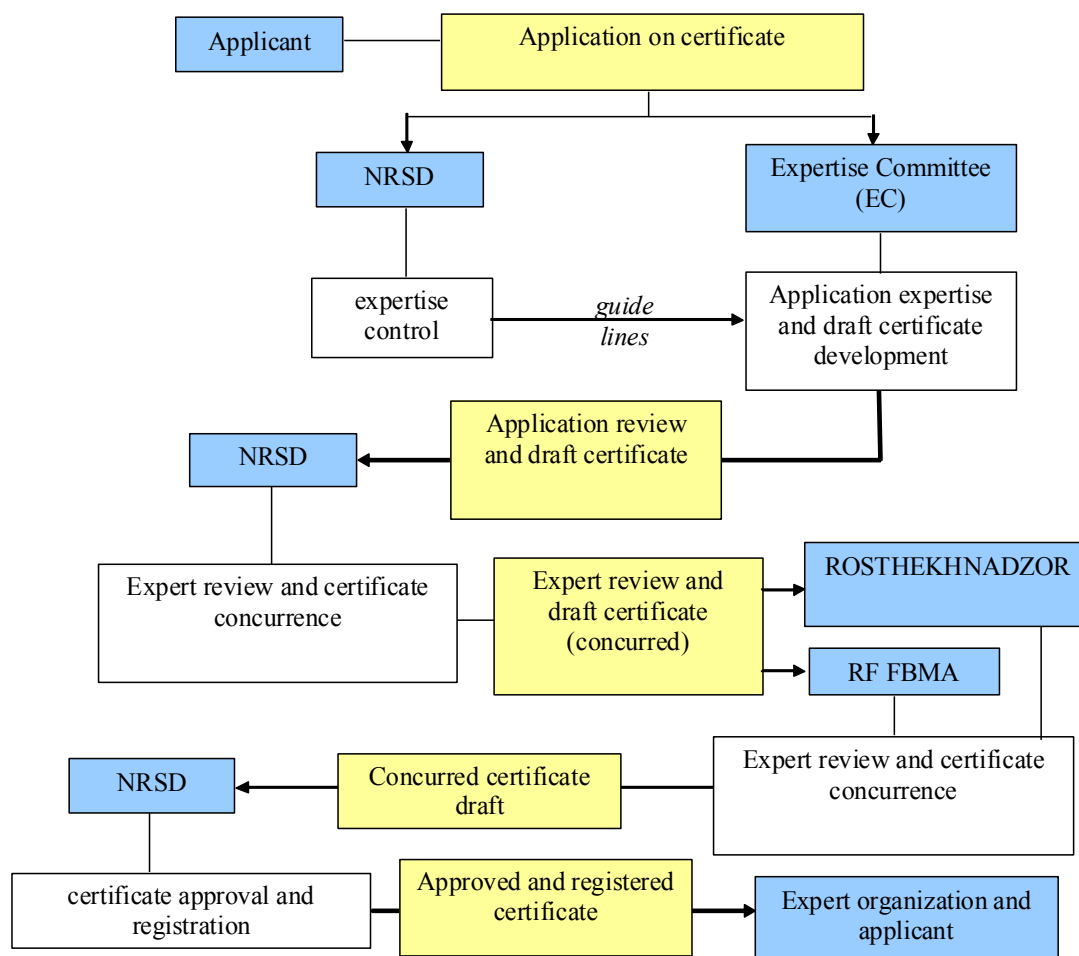 Applicant
Application on certificate
NRSD
Expertise Committee
(EC)
expertise
control
guide
lines
Application expertise
and draft certificate
development
Application review
and draft certificate
NRSD
Expert review and certificate
concurrence
Expert review and
draft certificate
(concurred)
ROSTHEKHNADZOR
RF FBMA
Expert review and certificate
concurrence
Concurred certificate
draft
NRSD
certificate approval and
registration
Approved and registered
certificate
Expert organization and
applicant